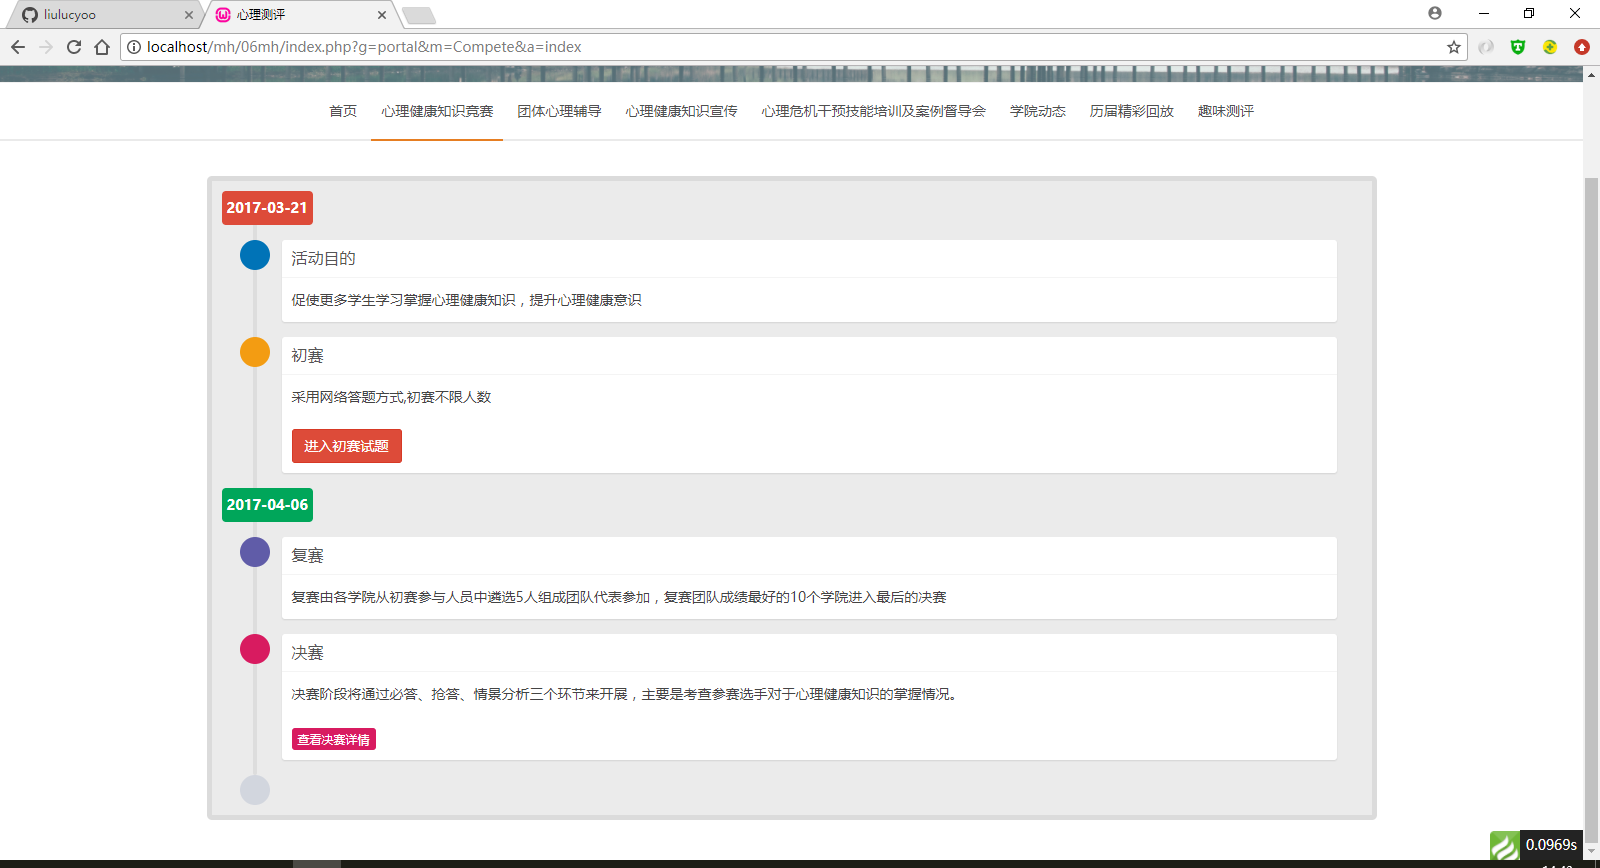 liulucyoo
心理测评
localhost/mh/06mh/index.php?g=portal&m=Compete&a=index
首页 心理健康知识竞赛 团体心理辅导 心理健康知识宣传 心理危机干预技能培训及案例督导会 学院动态 历届精彩回放 趣味测评
2017-03-21
活动目的
促使更多学生学习掌握心理健康知识，提升心理健康意识
初赛
采用网络答题方式,初赛不限人数
进入初赛试题
2017-04-06
复赛
复赛由各学院从初赛参与人员中遴选5人组成团队代表参加，复赛团队成绩最好的10个学院进入最后的决赛
决赛
决赛阶段将通过必答、抢答、情景分析三个环节来开展，主要是考查参赛选手对于心理健康知识的掌握情况。
查看决赛详情
0.0969s